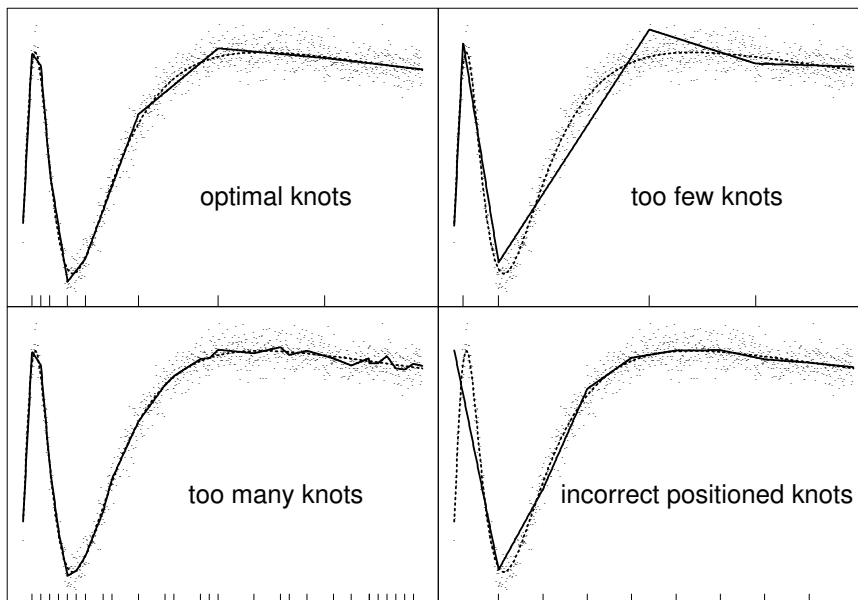 optimal knots
too few knots
too many knots
incorrect positioned knots